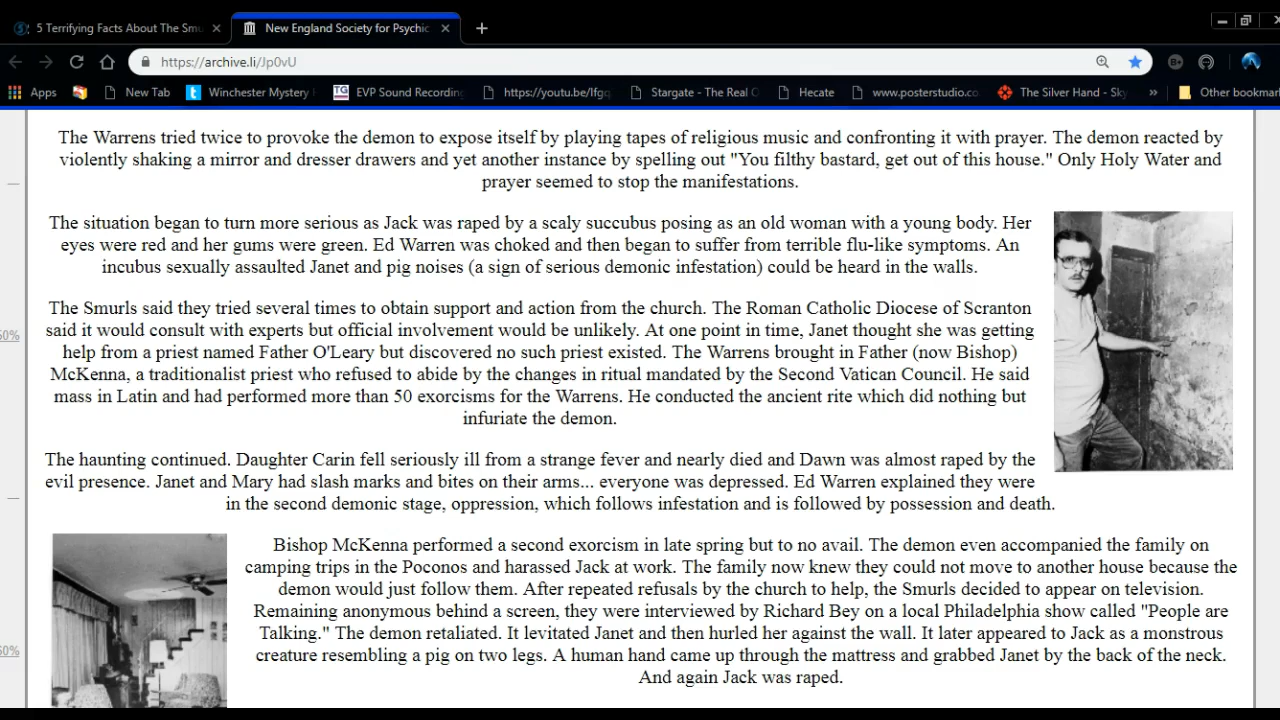 5 Terrifying Facts About The Smu
New England Society for Psychic
https://archive.li/Jp0vU
Apps
New Tab
Winchester Mystery
EVP Sound Recording
https://youtu.be/lfgq
Stargate - The Real O
Hecate
www.posterstudio.co
The Silver Hand - Sky
»
Other bookmar
The Warrens tried twice to provoke the demon to expose itself by playing tapes of religious music and confronting it with prayer. The demon reacted by
violently shaking a mirror and dresser drawers and yet another instance by spelling out "You filthy bastard, get out of this house." Only Holy Water and
prayer seemed to stop the manifestations.
The situation began to turn more serious as Jack was raped by a scaly succubus posing as an old woman with a young body. Her
eyes were red and her gums were green. Ed Warren was choked and then began to suffer from terrible flu-like symptoms. An
incubus sexually assaulted Janet and pig noises (a sign of serious demonic infestation) could be heard in the walls.
The Smurls said they tried several times to obtain support and action from the church. The Roman Catholic Diocese of Scranton
said it would consult with experts but official involvement would be unlikely. At one point in time, Janet thought she was getting
help from a priest named Father O'Leary but discovered no such priest existed. The Warrens brought in Father (now Bishop)
McKenna, a traditionalist priest who refused to abide by the changes in ritual mandated by the Second Vatican Council. He said
mass in Latin and had performed more than 50 exorcisms for the Warrens. He conducted the ancient rite which did nothing but
infuriate the demon.
The haunting continued. Daughter Carin fell seriously ill from a strange fever and nearly died and Dawn was almost raped by the
evil presence. Janet and Mary had slash marks and bites on their arms... everyone was depressed. Ed Warren explained they were
in the second demonic stage, oppression, which follows infestation and is followed by possession and death.
Bishop McKenna performed a second exorcism in late spring but to no avail. The demon even accompanied the family on
camping trips in the Poconos and harassed Jack at work. The family now knew they could not move to another house because the
demon would just follow them. After repeated refusals by the church to help, the Smurls decided to appear on television.
Remaining anonymous behind a screen, they were interviewed by Richard Bey on a local Philadelphia show called "People are
Talking." The demon retaliated. It levitated Janet and then hurled her against the wall. It later appeared to Jack as a monstrous
creature resembling a pig on two legs. A human hand came up through the mattress and grabbed Janet by the back of the neck.
And again Jack was raped.